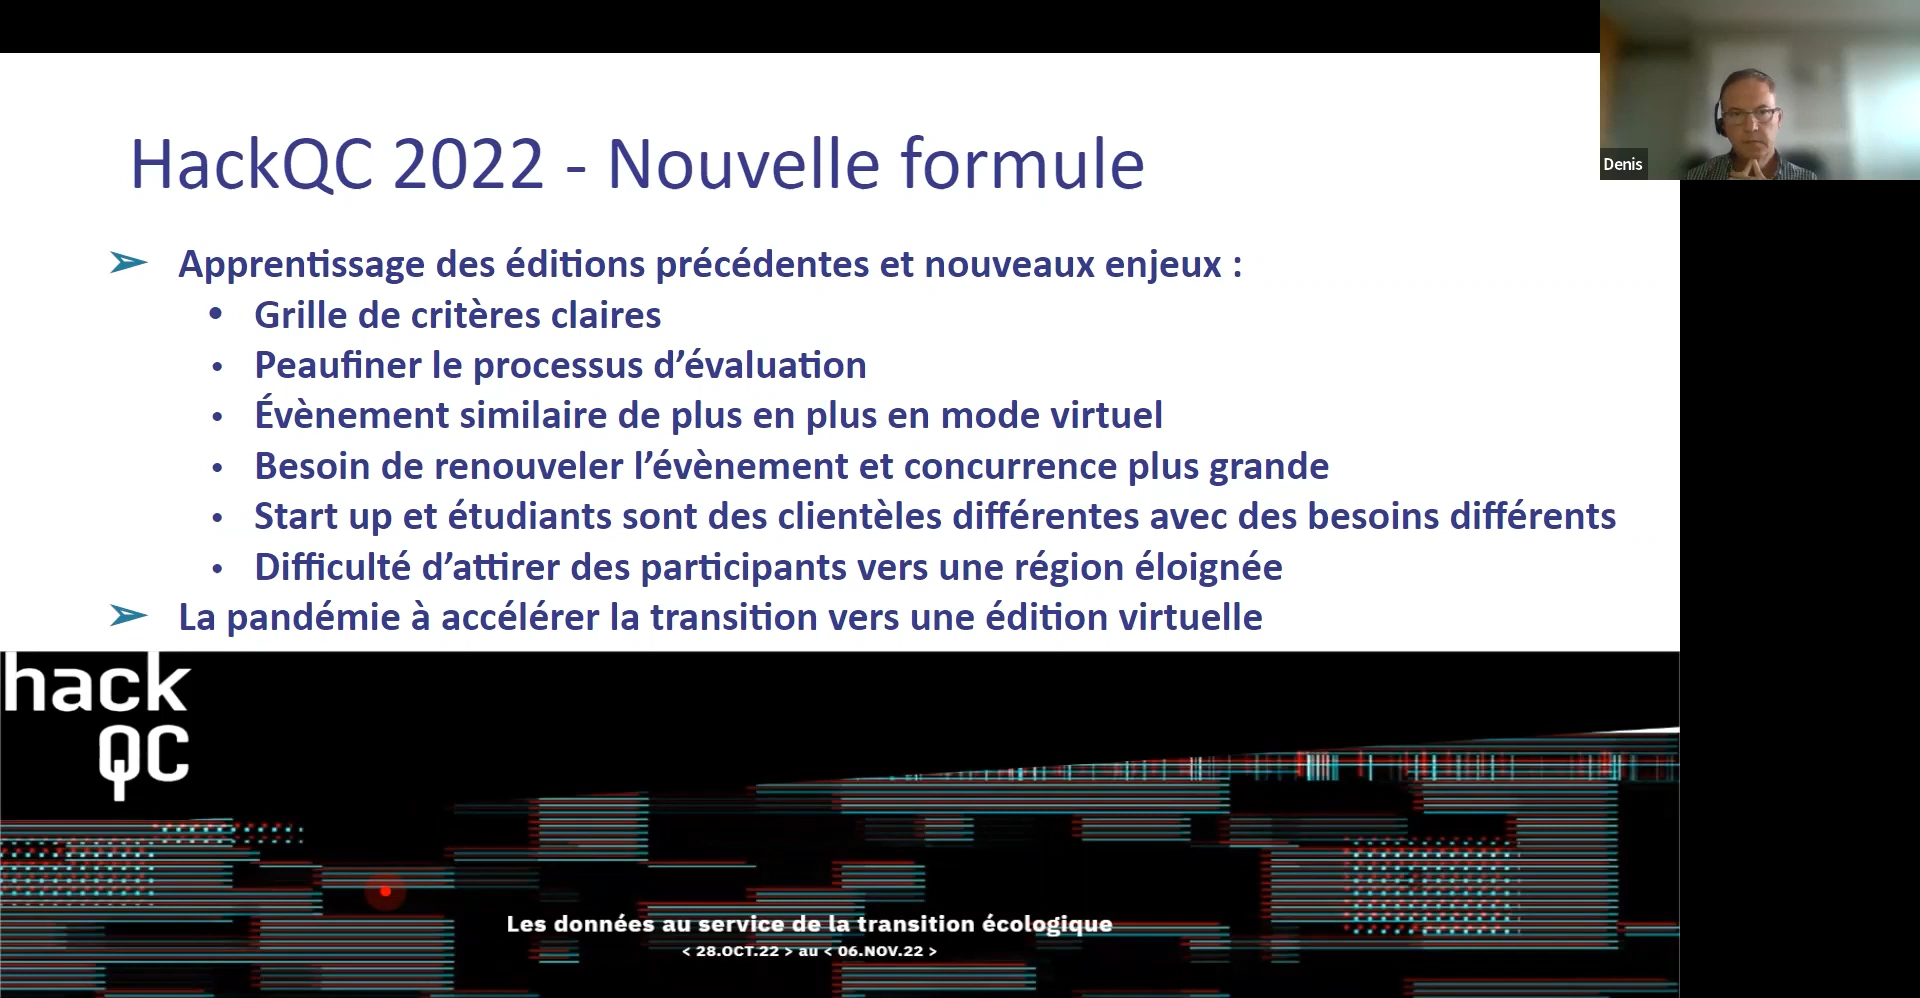 HackQC 2022 - Nouvelle formule
Denis
➢ Apprentissage des éditions précédentes et nouveaux enjeux :
• Grille de critères claires
• Peaufiner le processus d’évaluation
• Évènement similaire de plus en plus en mode virtuel
• Besoin de renouveler l’évènement et concurrence plus grande
• Start up et étudiants sont des clientèles différentes avec des besoins différents
• Difficulté d’attirer des participants vers une région éloignée
➢ La pandémie à accélérer la transition vers une édition virtuelle
hack
QC
Les données au service de la transition écologique
< 28.OCT.22 > au < 06.NOV.22 >